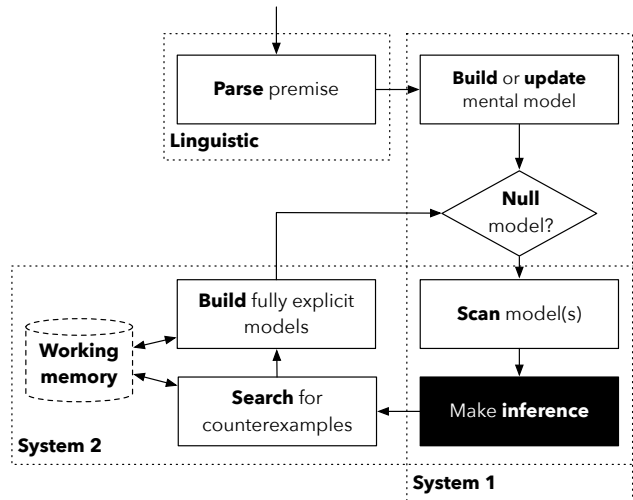 Parse premise
Build or update
mental model
Linguistic
Null
model?
Build fully explicit
models
Scan model(s)
Working
memory
Search for
counterexamples
Make inference
System 2
System 1